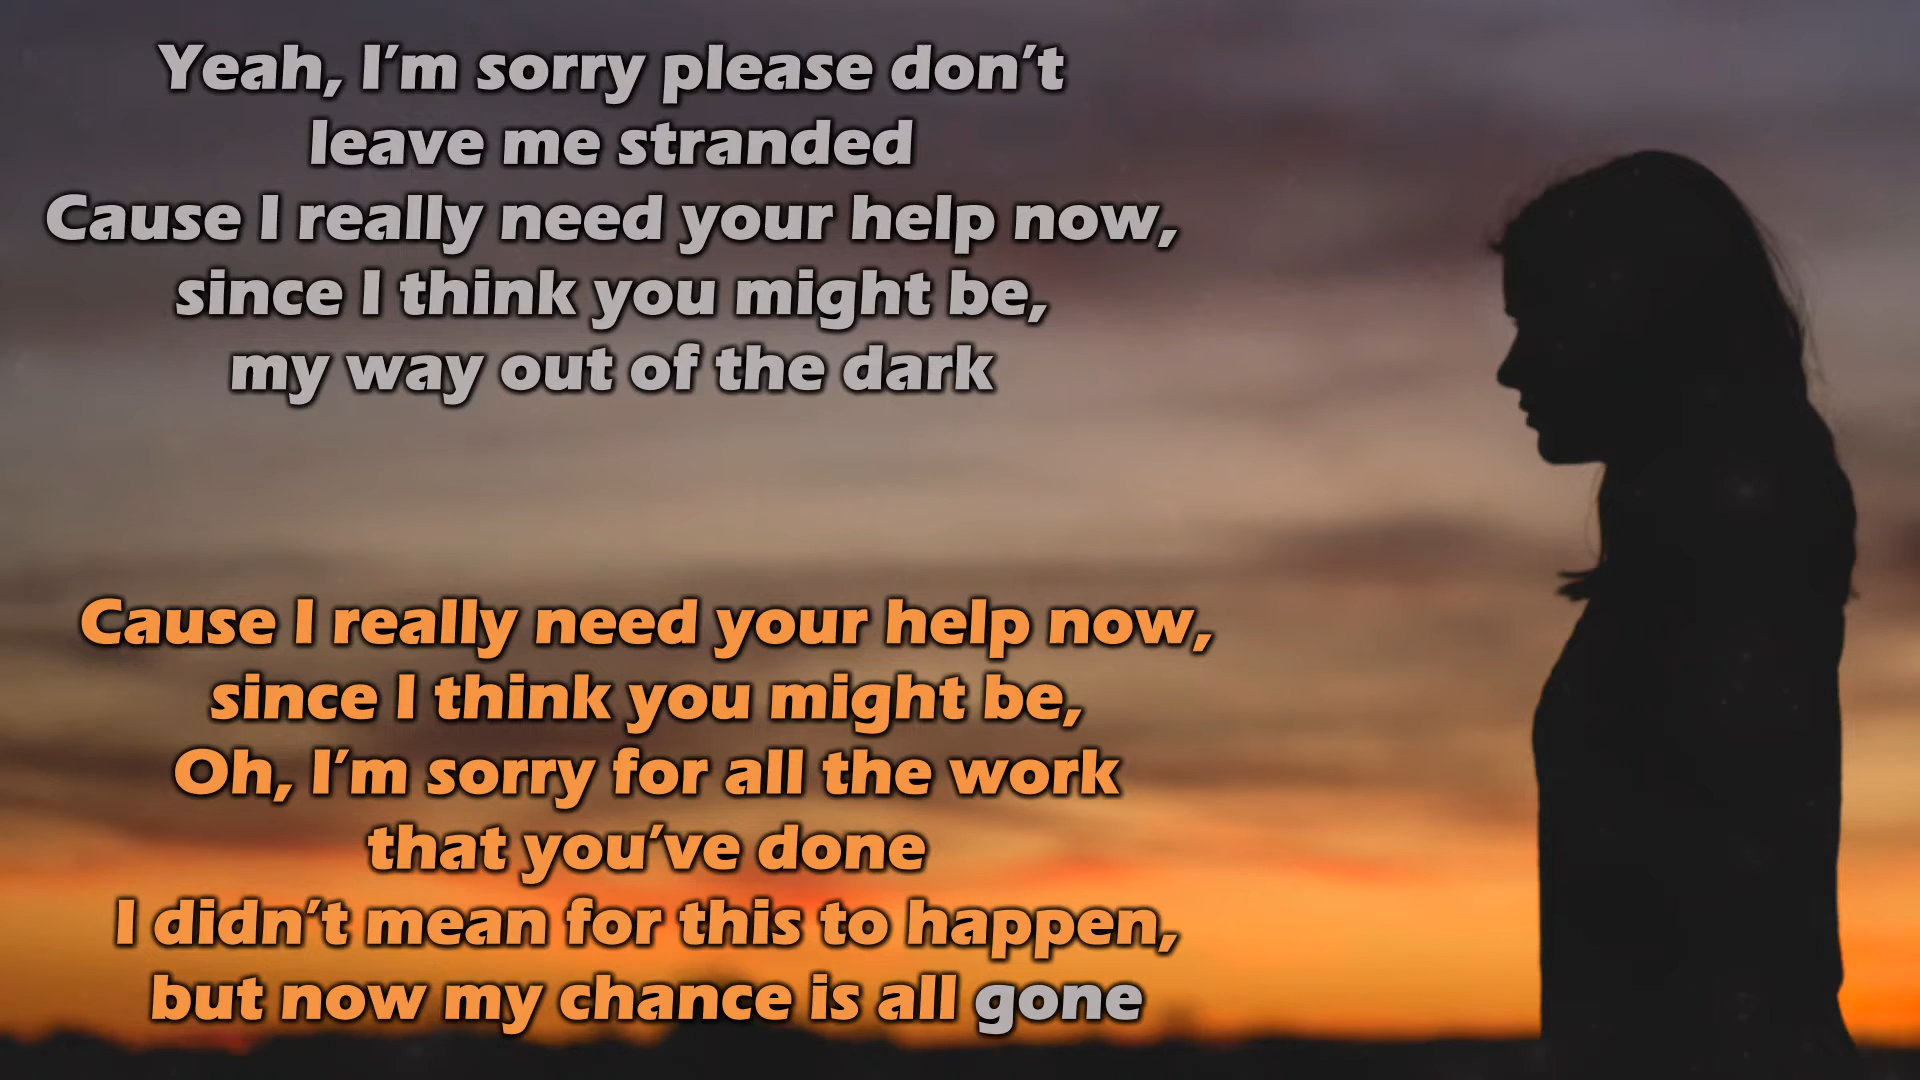 Yeah, I'm sorry please don't
leave me stranded
Cause I really need your help now,
since I think you might be,
my way out of the dark
Cause I really need your help now,
since I think you might be,
Oh, I'm sorry for all the work
that you've done
I didn't mean for this to happen,
but now my chance is all gone